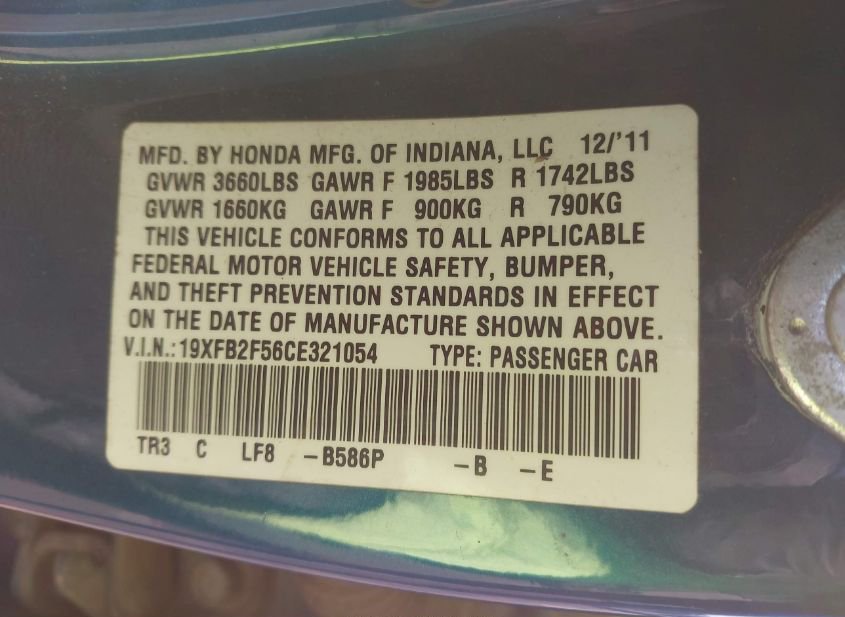 MFD. BY HONDA MFG. OF INDIANA, LLC 12/'11
GVWR 3660LBS GAWR F 1985LBS R 1742LBS
GVWR 1660KG GAWR F 900KG R 790KG
THIS VEHICLE CONFORMS TO ALL APPLICABLE
FEDERAL MOTOR VEHICLE SAFETY, BUMPER,
AND THEFT PREVENTION STANDARDS IN EFFECT
ON THE DATE OF MANUFACTURE SHOWN ABOVE.
V.I.N.:19XFB2F56CE321054 TYPE: PASSENGER CAR
TR3 C LF8 -B586P -B -E